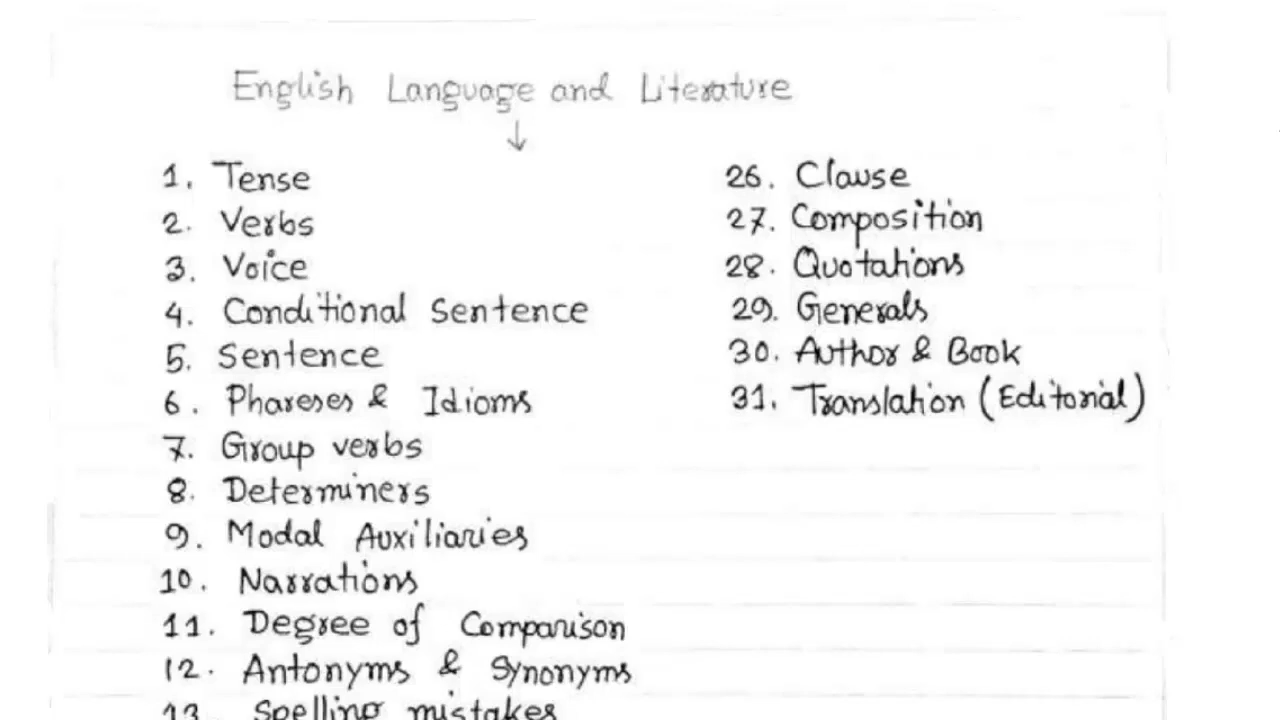 English Language and Literature
↓
1. Tense
2. Verbs
3. Voice
4. Conditional Sentence
5. Sentence
6. Phareses & Idioms
7. Group verbs
8. Determiners
9. Modal Auxiliaries
10. Narrations
11. Degree of Comparison
12. Antonyms & Synonyms
13. Spelling mistakes
26. Clause
27. Composition
28. Quotations
29. Generals
30. Author & Book
31. Translation (Editorial)